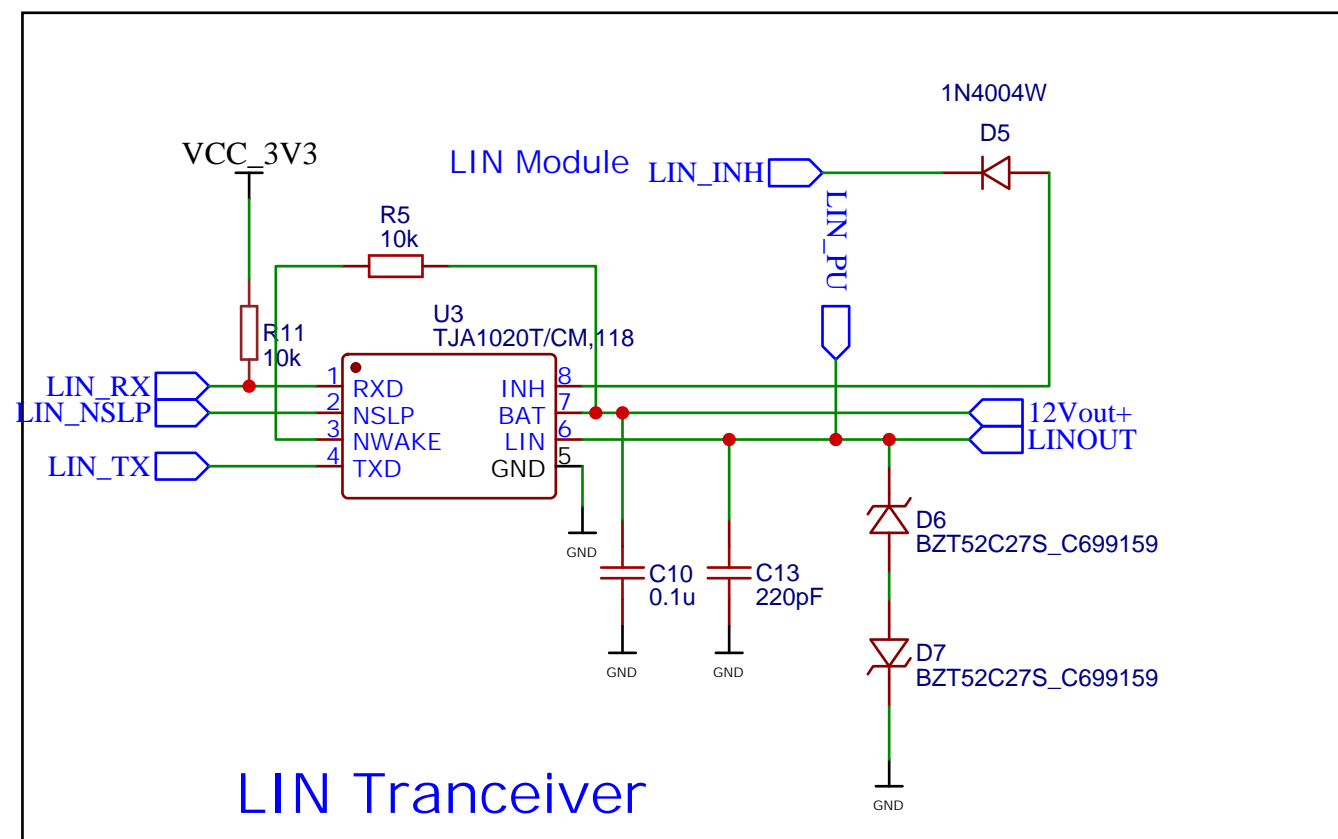 1N4004W
D5
VCC_3V3
LIN Module
LIN_INH
LIN_PU
R5
10k
U3
TJA1020T/CM,118
R11
10k
LIN_RX
1
RXD
INH
8
LIN_NSLP
2
NSLP
BAT
7
12Vout+
3
NWAKE
LIN
6
LINOUT
LIN_TX
4
TXD
GND
5
GND
D6
BZT52C27S_C699159
C10
0.1u
C13
220pF
GND
GND
D7
BZT52C27S_C699159
GND
LIN Tranceiver